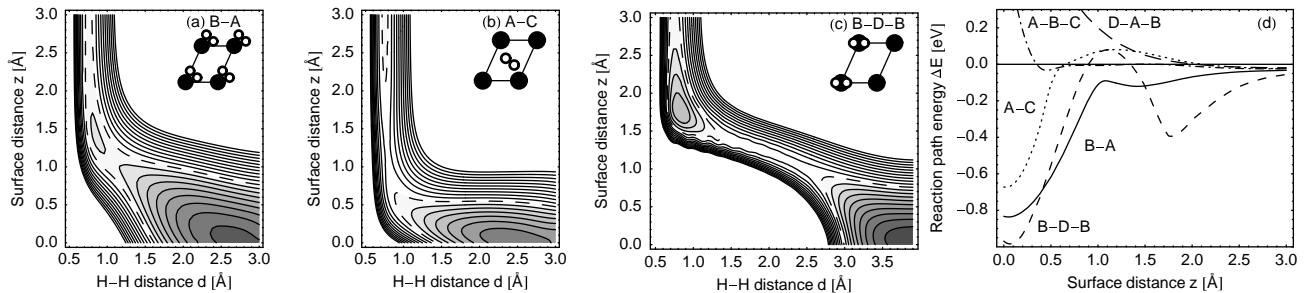 (a) B−A
Surface distance z [Å]
3.0
2.5
2.0
1.5
1.0
0.5
0.0
0.5 1.0 1.5 2.0 2.5 3.0
H−H distance d [Å]
(b) A−C
Surface distance z [Å]
3.0
2.5
2.0
1.5
1.0
0.5
0.0
0.5 1.0 1.5 2.0 2.5 3.0
H−H distance d [Å]
(c) B−D−B
Surface distance z [Å]
3.0
2.5
2.0
1.5
1.0
0.5
0.0
0.5 1.0 1.5 2.0 2.5 3.0 3.5
H−H distance d [Å]
(d)
Reaction path energy ΔE [eV]
0.2
0.0
−0.2
−0.4
−0.6
−0.8
A−B−C
D−A−B
A−C
B−A
B−D−B
0.0 0.5 1.0 1.5 2.0 2.5 3.0
Surface distance z [Å]